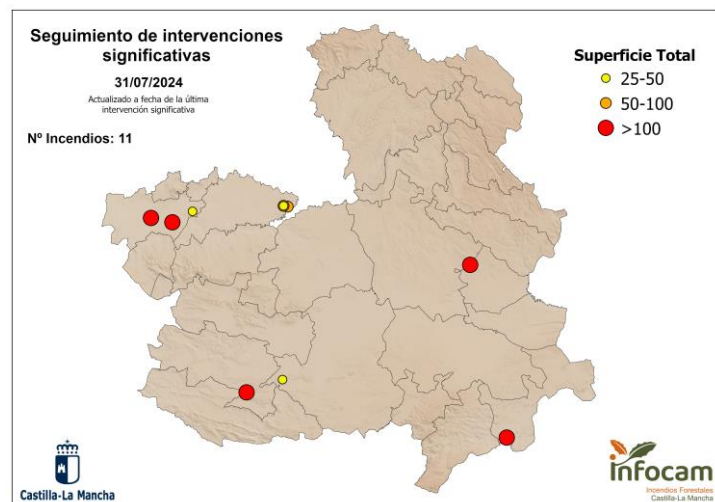 Seguimiento de intervenciones
significativas
31/07/2024
Actualizado a fecha de la última
intervención significativa
Nº Incendios: 11
Superficie Total
25-50
50-100
>100
Castilla-La Mancha
infocam
Incendios Forestales
Castilla-La Mancha